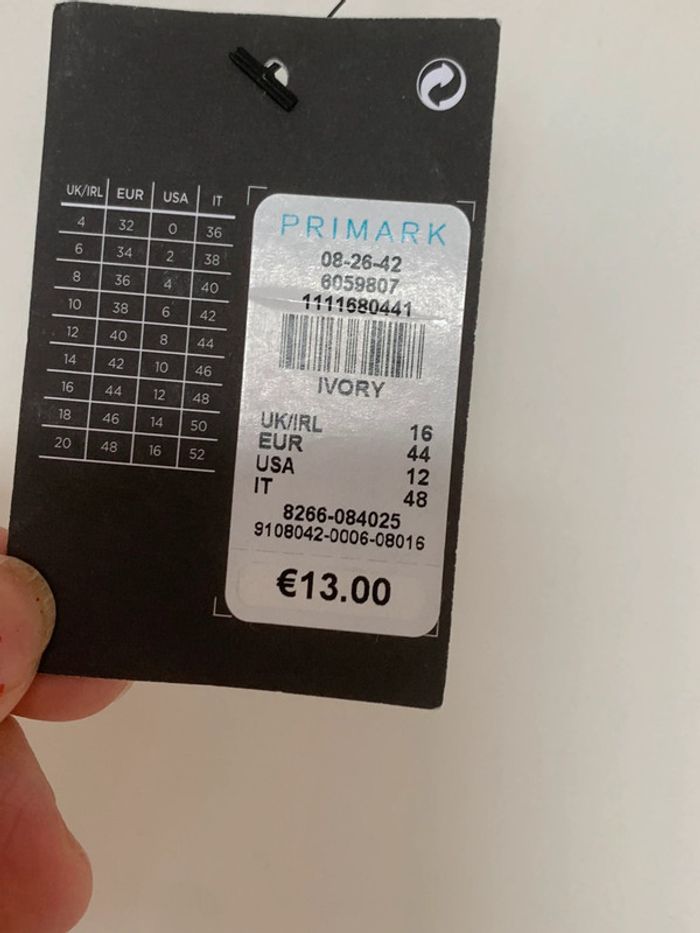 UK/IRL EUR USA IT
4 32 0 36
6 34 2 38
8 36 4 40
10 38 6 42
12 40 8 44
14 42 10 46
16 44 12 48
18 46 14 50
20 48 16 52
PRIMARK
08-26-42
6059807
1111680441
IVORY
UK/IRL 16
EUR 44
USA 12
IT 48
8266-084025
9108042-0006-08016
€13.00